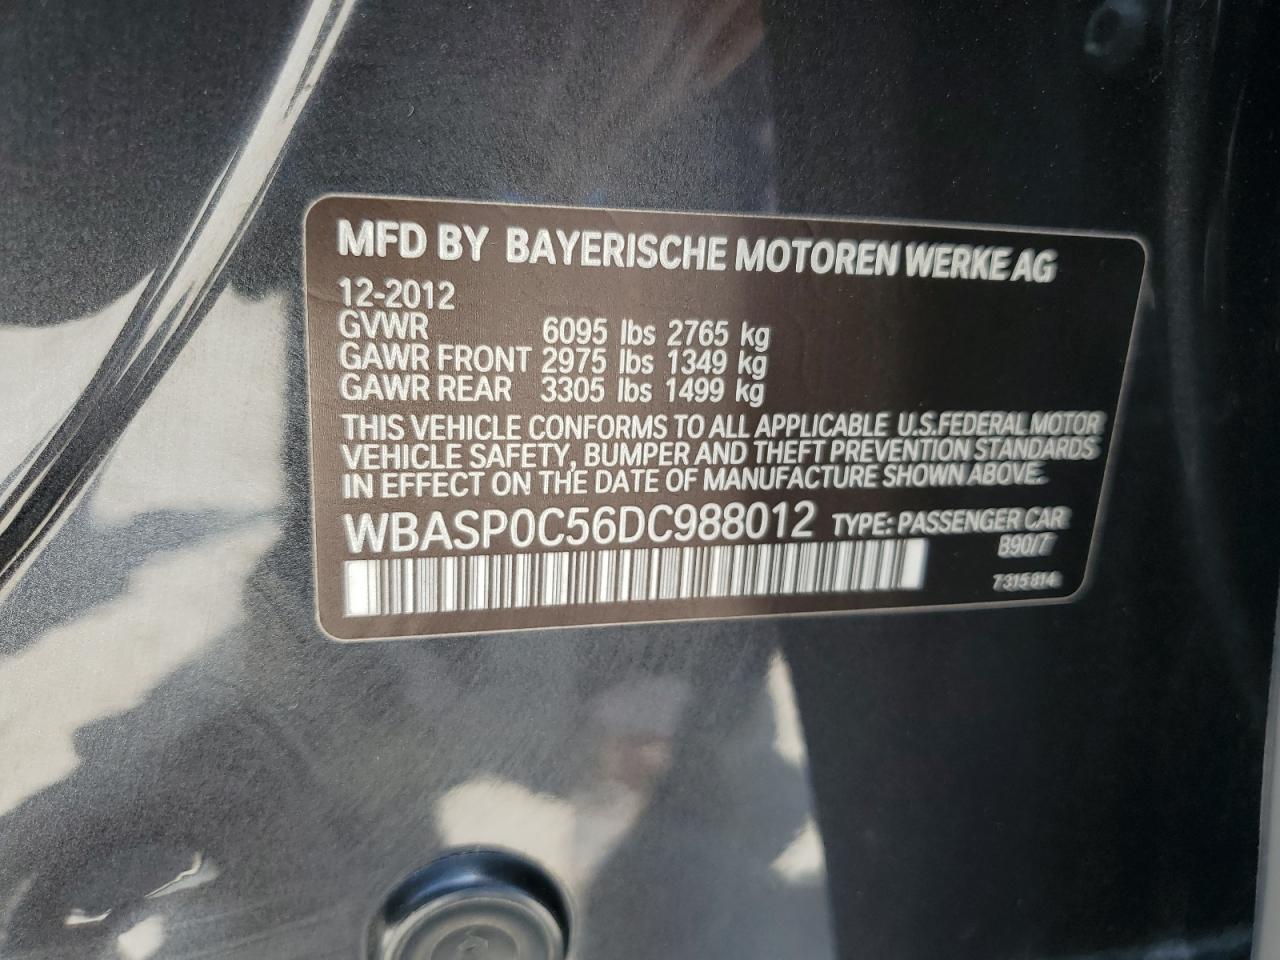 MFD BY BAYERISCHE MOTOREN WERKE AG
12-2012
GVWR 6095 lbs 2765 kg
GAWR FRONT 2975 lbs 1349 kg
GAWR REAR 3305 lbs 1499 kg
THIS VEHICLE CONFORMS TO ALL APPLICABLE U.S.FEDERAL MOTOR
VEHICLE SAFETY, BUMPER AND THEFT PREVENTION STANDARDS
IN EFFECT ON THE DATE OF MANUFACTURE SHOWN ABOVE.
WBASP0C56DC988012 TYPE: PASSENGER CAR
B90/7
7 315 814